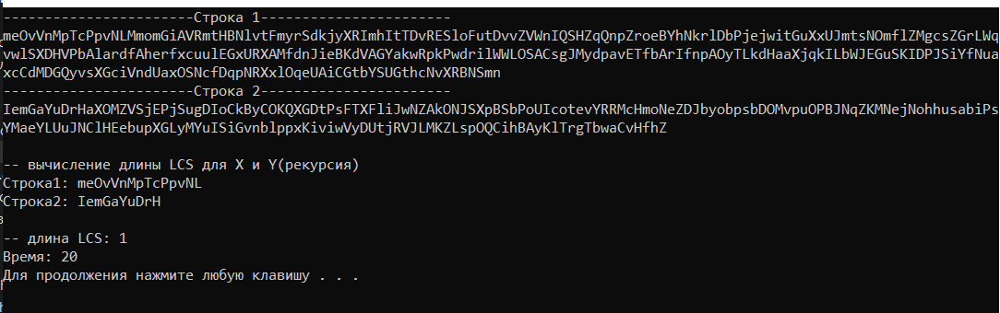 -----------------------Строка 1-----------------------
meOvVnMpTcPpvNLMmomGiAVRmtHBNlvtFmyrSdkjyXRImhItTDvRESloFutDvvZVWnIQSHZqQnpZroeBYhNkrlDbPjejwitGuXxUJmtsNOmflZMgcsZGrLWq
vwlSXDHVPbAlardfAherfxcuulEGxURXAMfdnJieBKdVAGYakwRpkPwdrilWWLOSACsgJMydpavETfbArIfnpAOyTLkdHaaXjqkILbWJEGuSKIDPJSiYfNua
xcCdMDGQyvsXGciVndUaxOSNcfDqpNRXxlOqeUAiCGtbYSUGthcNvXRBNSmn
-----------------------Строка 2-----------------------
IemGaYuDrHaXOMZVSjEPjSugDIoCkByCOKQXGDtPsFTXFliJwNZAkONJSXpBSbPoUIcotevYRRMcHmoNeZDJbyobpsbDOMvpuOPBJNqZKMNejNohhusabiPs
YMaeYLUuJNClHEebupXGLyMYuISiGvnblppxKiviwVyDUtjRVJLMKZLspOQCihBAyKlTrgTbwaCvHfhZ
-- вычисление длины LCS для X и Y(рекурсия)
Строка1: meOvVnMpTcPpvNL
Строка2: IemGaYuDrH
-- длина LCS: 1
Время: 20
Для продолжения нажмите любую клавишу . . .